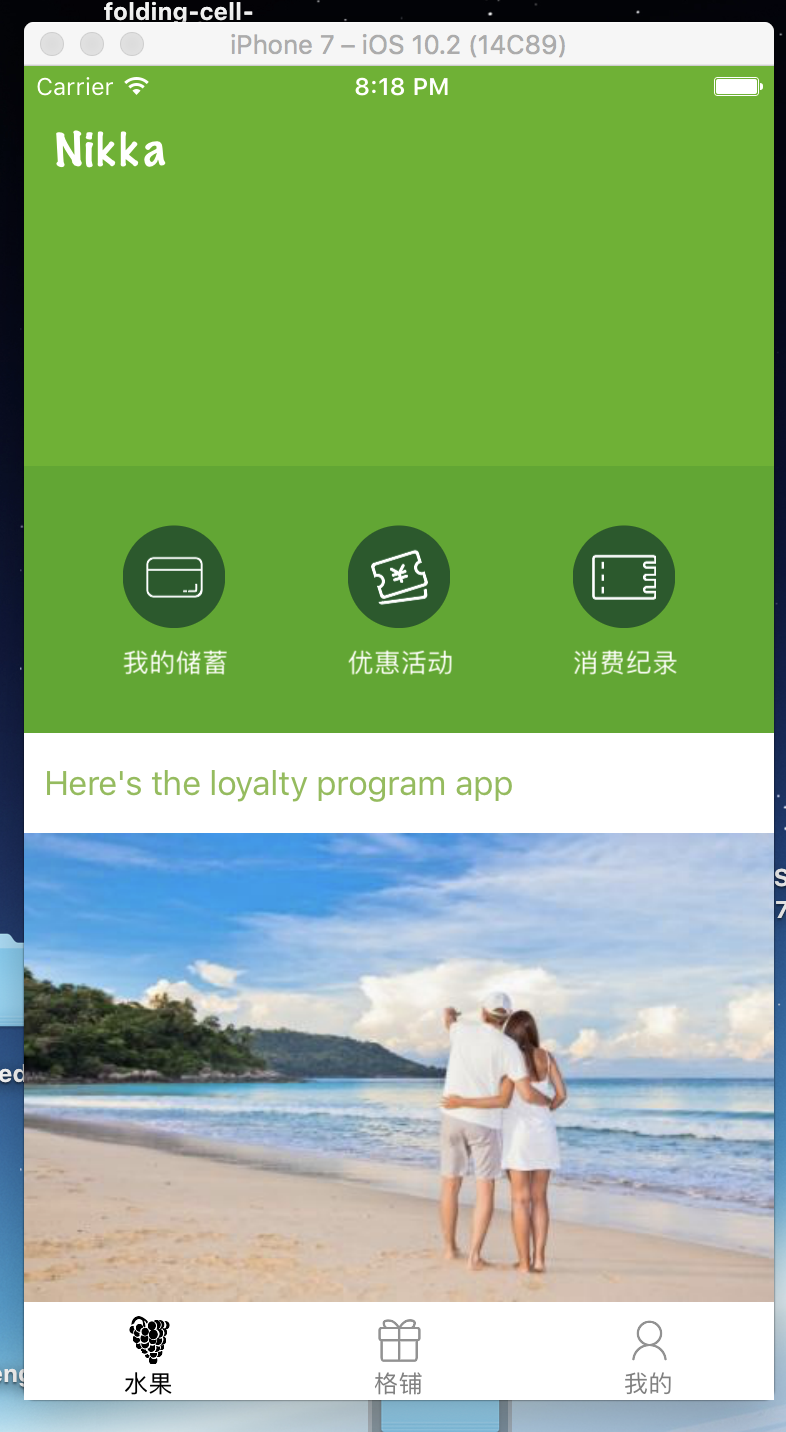 folding-cell-
iPhone 7 – iOS 10.2 (14C89)
Carrier 8:18 PM
Nikka
我的储蓄 优惠活动 消费纪录
Here's the loyalty program app
水果 格铺 我的